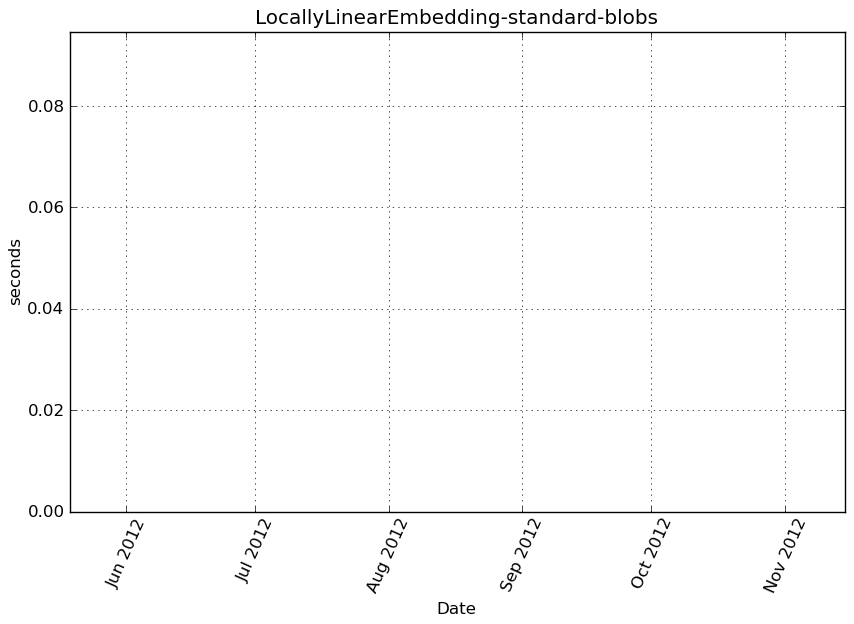 LocallyLinearEmbedding-standard-blobs
0.08
0.06
0.04
0.02
0.00
seconds
Jun 2012
Jul 2012
Aug 2012
Sep 2012
Oct 2012
Nov 2012
Date